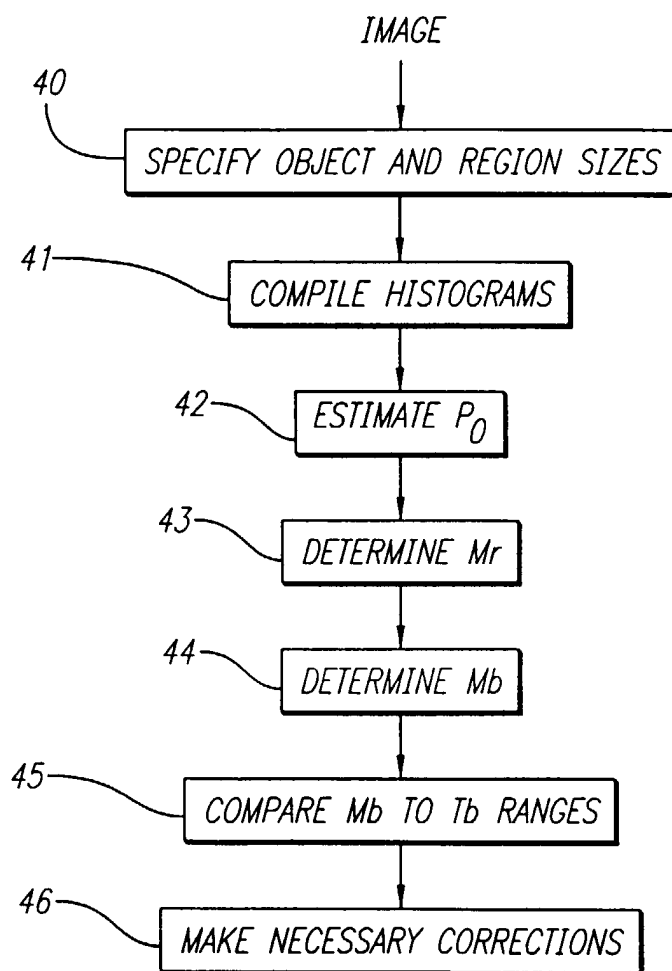 IMAGE
40
SPECIFY OBJECT AND REGION SIZES
41
COMPILE HISTOGRAMS
42
ESTIMATE P0
43
DETERMINE Mr
44
DETERMINE Mb
45
COMPARE Mb TO Tb RANGES
46
MAKE NECESSARY CORRECTIONS